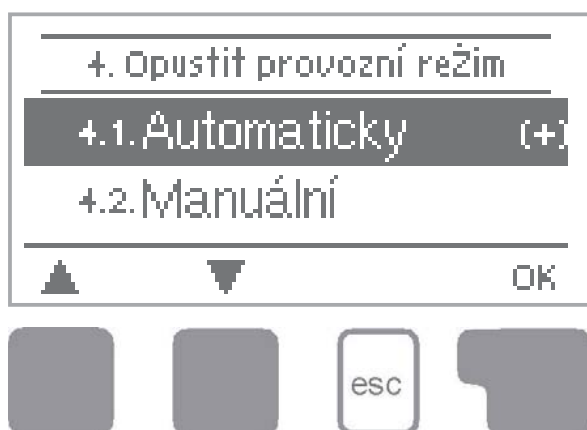 4. Opustit provozní režim
4.1. Automaticky (+)
4.2. Manuální
OK
esc